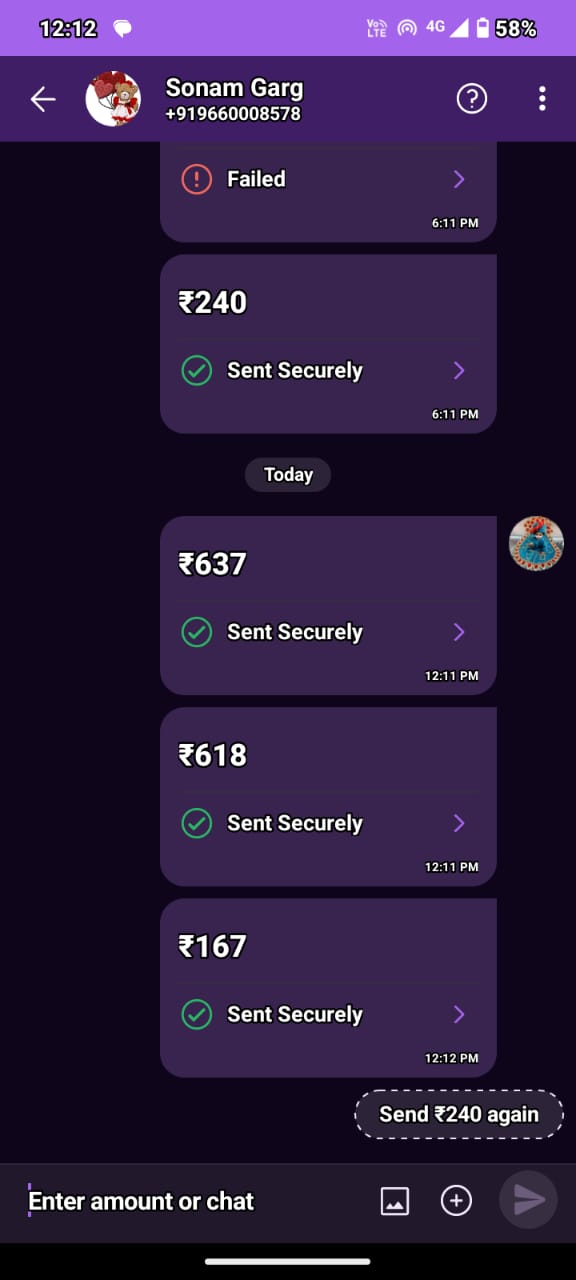 12:12 Vo LTE 4G 58%
Sonam Garg
+919660008578
Failed
6:11 PM
₹240
Sent Securely
6:11 PM
Today
₹637
Sent Securely
12:11 PM
₹618
Sent Securely
12:11 PM
₹167
Sent Securely
12:12 PM
Send ₹240 again
Enter amount or chat